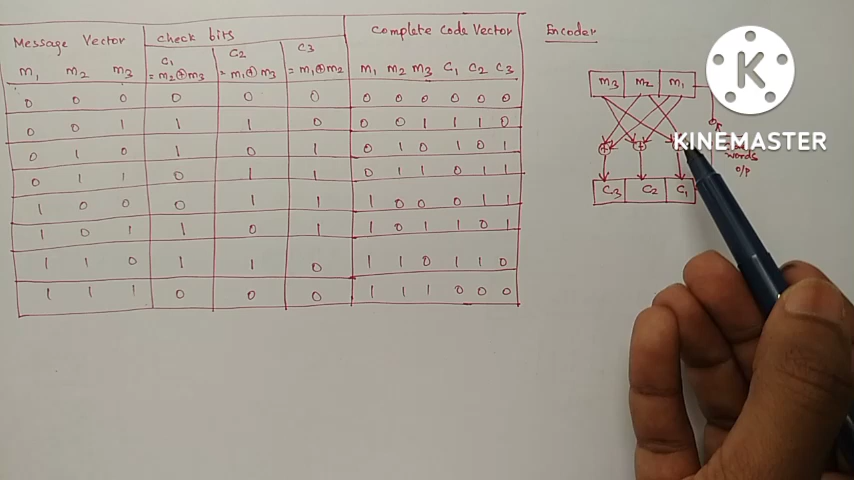 Message Vector check bits Complete Code Vector Encoder
m1 m2 m3 C1 = m2⊕m3 C2 = m1⊕m3 C3 = m1⊕m2 m1 m2 m3 C1 C2 C3
0 0 0 0 0 0 0 0 0 0 0 0
0 0 1 1 1 0 0 0 1 1 1 0
0 1 0 1 0 1 0 1 0 1 0 1
0 1 1 0 1 1 0 1 1 0 1 1
1 0 0 0 1 1 1 0 0 0 1 1
1 0 1 1 0 1 1 0 1 1 0 1
1 1 0 1 1 0 1 1 0 1 1 0
1 1 1 0 0 0 1 1 1 0 0 0
m3 m2 m1
words
o/p
C3 C2 C1
K
KINEMASTER